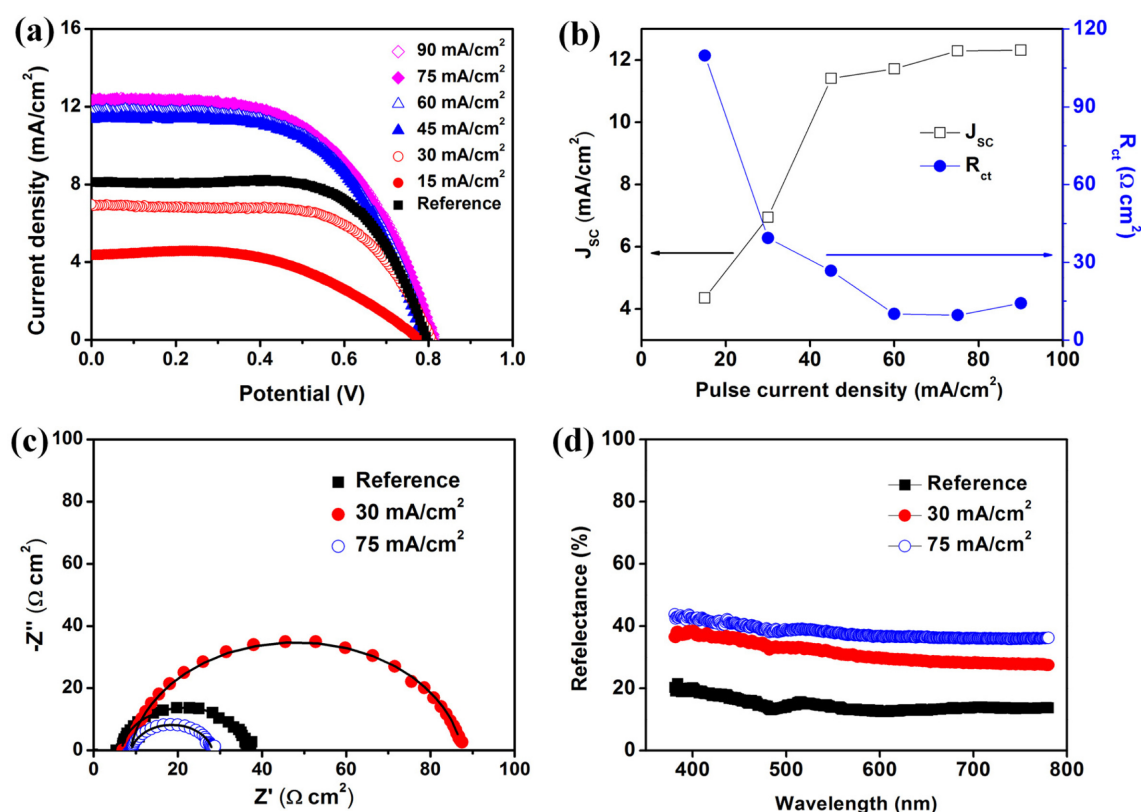 (a)
16
12
8
4
0
Current density (mA/cm²)
90 mA/cm²
75 mA/cm²
60 mA/cm²
45 mA/cm²
30 mA/cm²
15 mA/cm²
Reference
0.0 0.2 0.4 0.6 0.8 1.0
Potential (V)
(b)
12
10
8
6
4
J_SC (mA/cm²)
J_SC
R_ct
120
90
60
30
0
R_ct (Ω cm²)
0 20 40 60 80 100
Pulse current density (mA/cm²)
(c)
100
80
60
40
20
0
-Z'' (Ω cm²)
Reference
30 mA/cm²
75 mA/cm²
0 20 40 60 80 100
Z' (Ω cm²)
(d)
100
80
60
40
20
0
Refelectance (%)
Reference
30 mA/cm²
75 mA/cm²
400 500 600 700 800
Wavelength (nm)